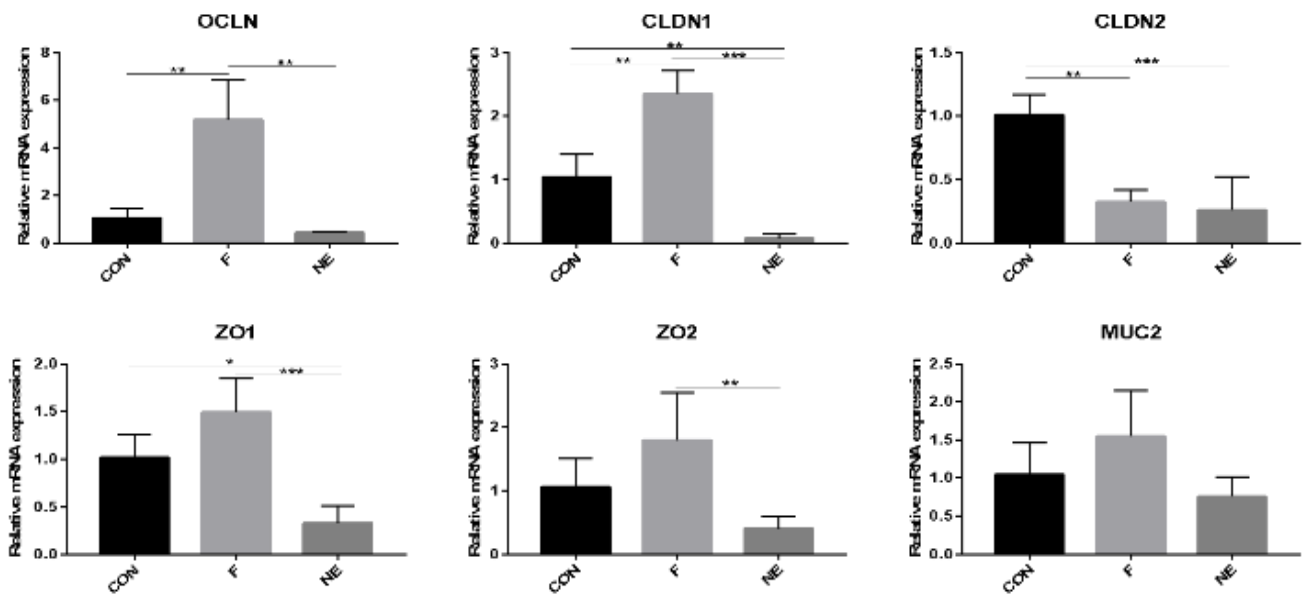 OCLN
Relative mRNA expression
8
6
4
2
0
**
**
CON
F
NE
CLDN1
Relative mRNA expression
3
2
1
0
**
**
***
CON
F
NE
CLDN2
Relative mRNA expression
1.5
1.0
0.5
0.0
***
**
CON
F
NE
ZO1
Relative mRNA expression
2.0
1.5
1.0
0.5
0.0
*
***
CON
F
NE
ZO2
Relative mRNA expression
3
2
1
0
**
CON
F
NE
MUC2
Relative mRNA expression
2.5
2.0
1.5
1.0
0.5
0.0
CON
F
NE